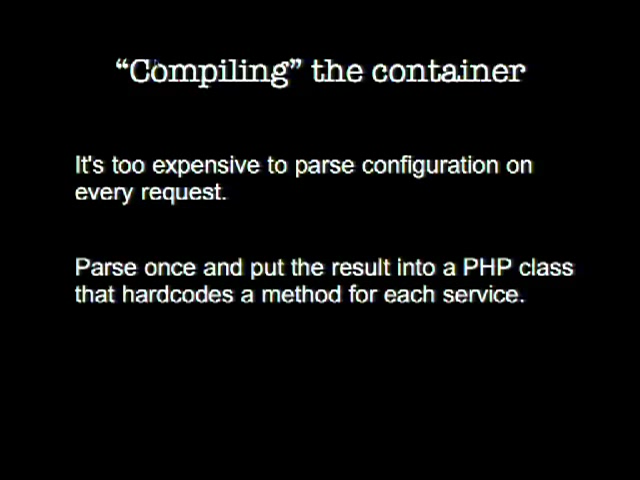 “Compiling” the container
It's too expensive to parse configuration on
every request.
Parse once and put the result into a PHP class
that hardcodes a method for each service.